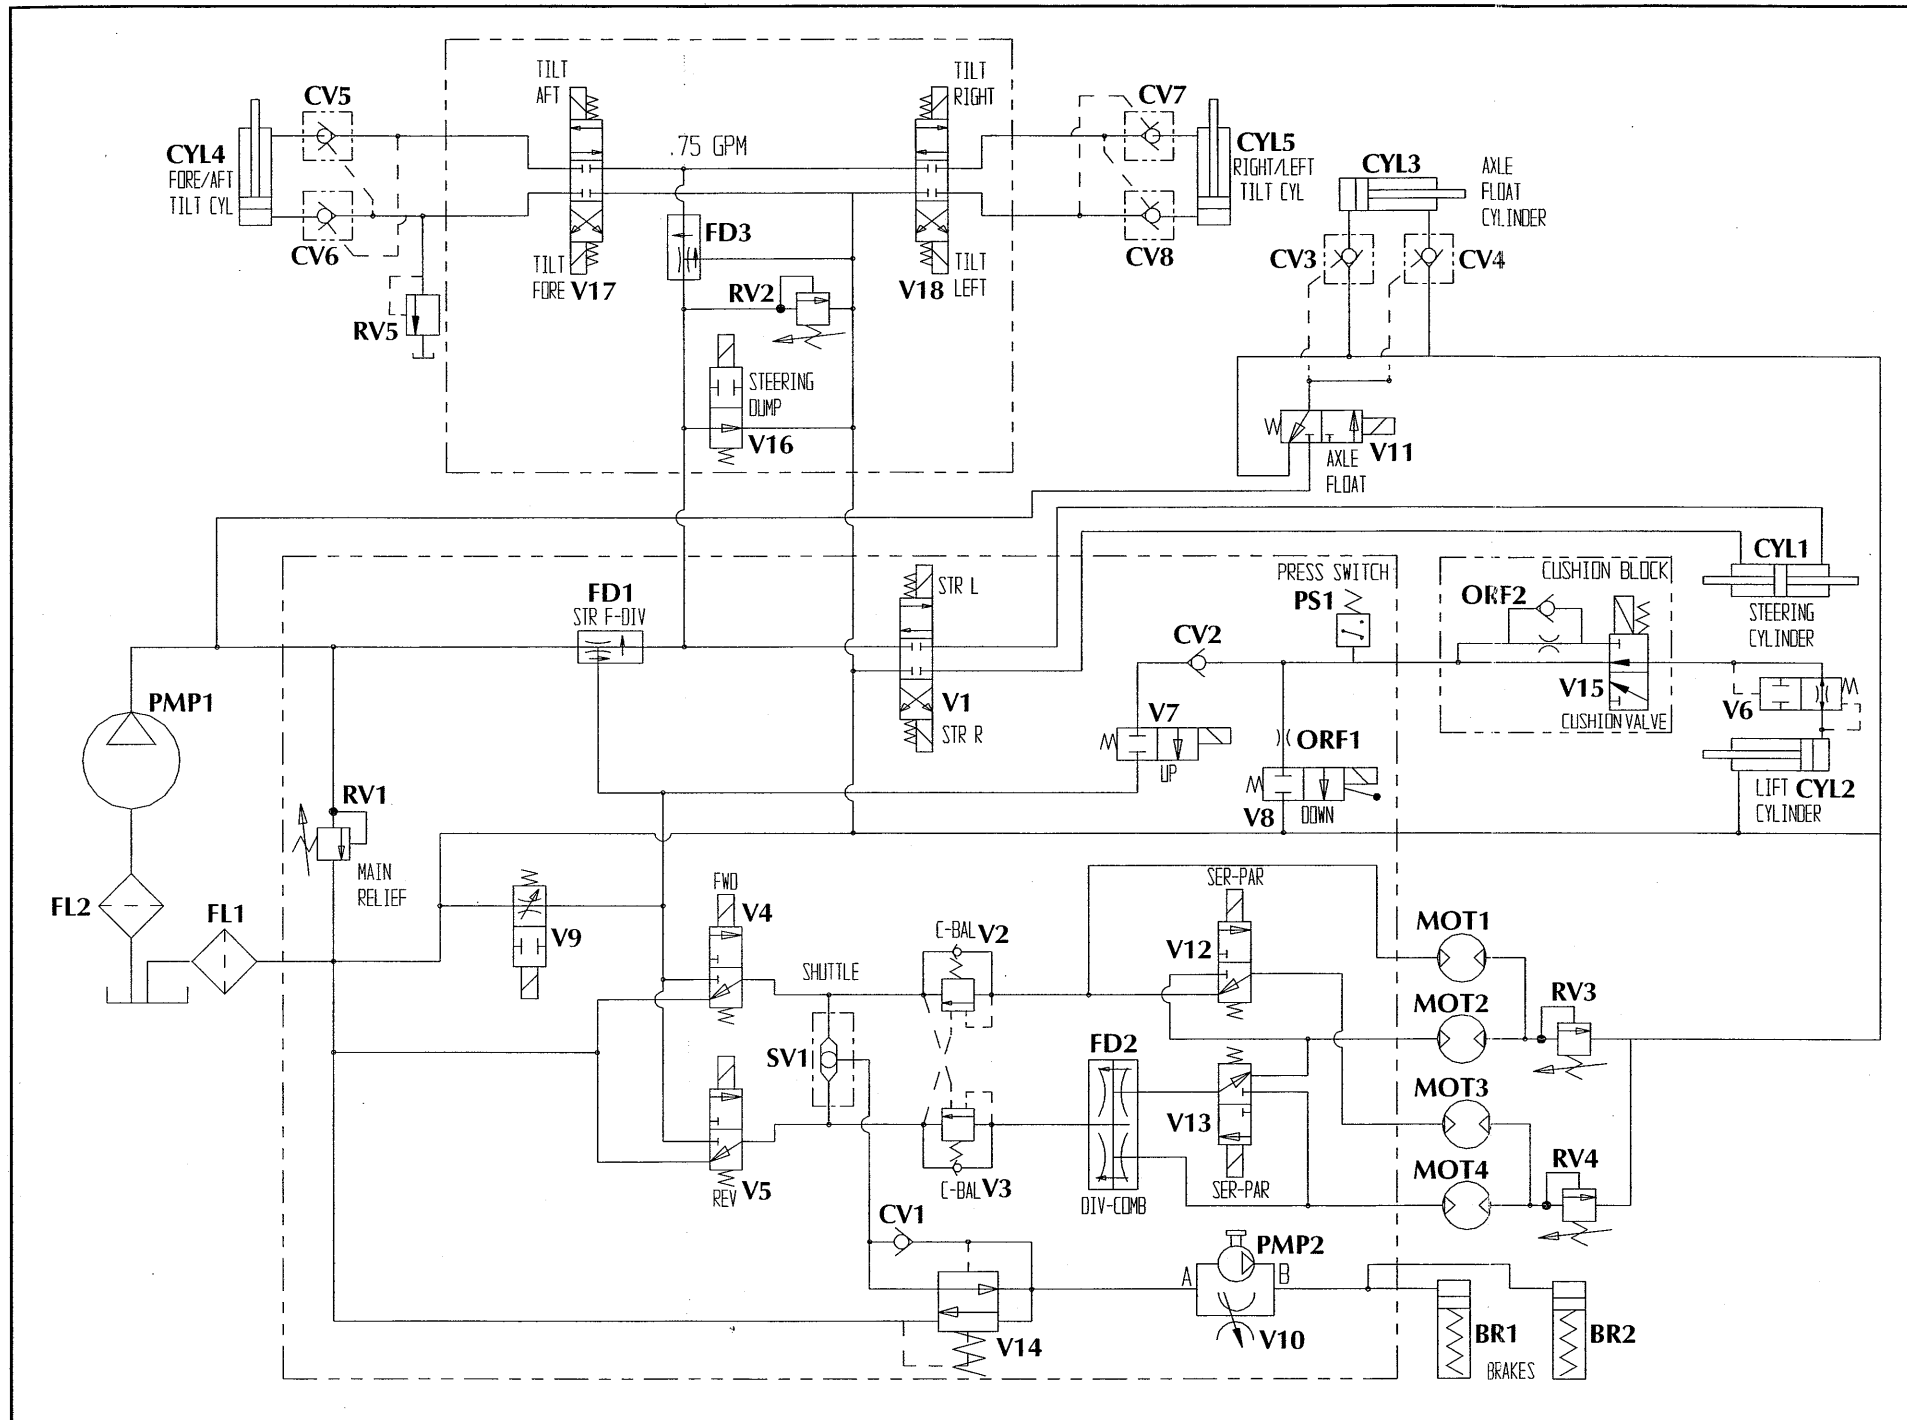 TILT
AFT
TILT
RIGHT
CV5
CV7
.75 GPM
CYL4
FORE/AFT
TILT CYL
CYL5
RIGHT/LEFT
TILT CYL
CYL3
AXLE
FLOAT
CYLINDER
CV6
FD3
CV8
CV3
CV4
TILT
FORE
V17
V18
TILT
LEFT
RV2
RV5
STEERING
DUMP
V16
V11
AXLE
FLOAT
STR L
PRESS SWITCH
PS1
CUSHION BLOCK
ORF2
CYL1
STEERING
CYLINDER
FD1
STR F-DIV
CV2
PMP1
V1
STR R
V7
UP
ORF1
V15
CUSHION VALVE
V6
RV1
MAIN
RELIEF
V8
DOWN
LIFT
CYL2
CYLINDER
FL2
FL1
V9
FWD
V4
C-BAL
V2
SER-PAR
V12
MOT1
SHUTTLE
MOT2
RV3
SV1
FD2
V13
MOT3
REV
V5
C-BAL
V3
DIV-COMB
SER-PAR
MOT4
RV4
CV1
PMP2
A
B
V14
V10
BR1
BR2
BRAKES